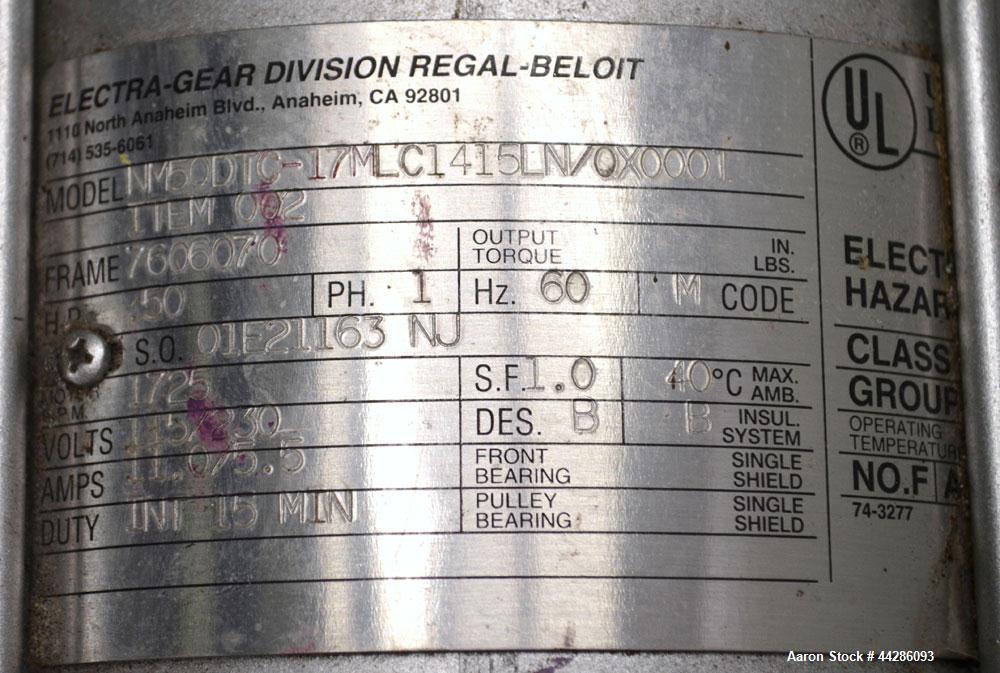 ELECTRA-GEAR DIVISION REGAL-BELOIT
1110 North Anaheim Blvd., Anaheim, CA 92801
(714) 535-6061
MODEL NM50DTC-17MLC1415LN/QX0001
ITEM 002
FRAME 7606070
OUTPUT TORQUE IN. LBS.
H.P. .50 PH. 1 Hz. 60 M CODE
S.O. 01E21163 NJ
MOTOR R.P.M. 1725 S.F. 1.0 40°C MAX. AMB.
VOLTS 115/230 DES. B B INSUL. SYSTEM
AMPS 11.0/5.5 FRONT BEARING SINGLE SHIELD
DUTY INT 15 MIN PULLEY BEARING SINGLE SHIELD
UL ®
ELECT
HAZAR
CLASS
GROUP
OPERATING
TEMPERATURE
NO.F A
74-3277
Aaron Stock # 44286093